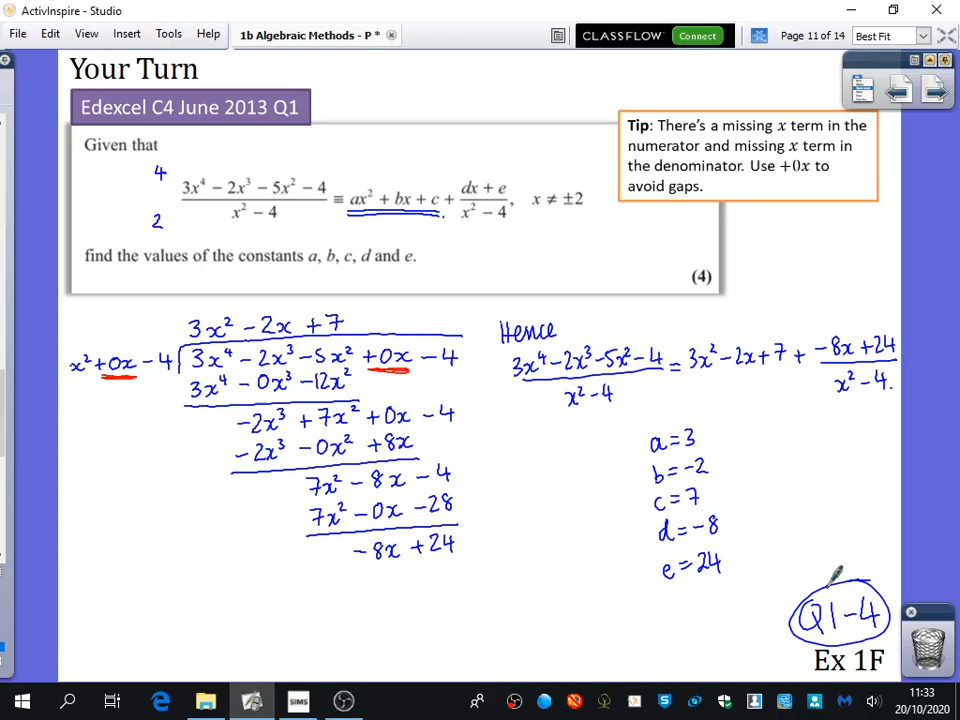 ActivInspire - Studio
File Edit View Insert Tools Help 1b Algebraic Methods - P * CLASSFLOW Connect Page 11 of 14 Best Fit
Your Turn
Edexcel C4 June 2013 Q1
Given that
4
2
(3x⁴ − 2x³ − 5x² − 4)/(x² − 4) ≡ ax² + bx + c + (dx + e)/(x² − 4), x ≠ ±2
find the values of the constants a, b, c, d and e.
(4)
Tip: There's a missing x term in the
numerator and missing x term in
the denominator. Use +0x to
avoid gaps.
3x² − 2x + 7
x² + 0x − 4 3x⁴ − 2x³ − 5x² + 0x − 4
3x⁴ − 0x³ − 12x²
−2x³ + 7x² + 0x − 4
−2x³ − 0x² + 8x
7x² − 8x − 4
7x² − 0x − 28
−8x + 24
Hence
(3x⁴ − 2x³ − 5x² − 4)/(x² − 4) = 3x² − 2x + 7 + (−8x + 24)/(x² − 4).
a = 3
b = −2
c = 7
d = −8
e = 24
Q1−4
Ex 1F
SIMS
11:33
20/10/2020